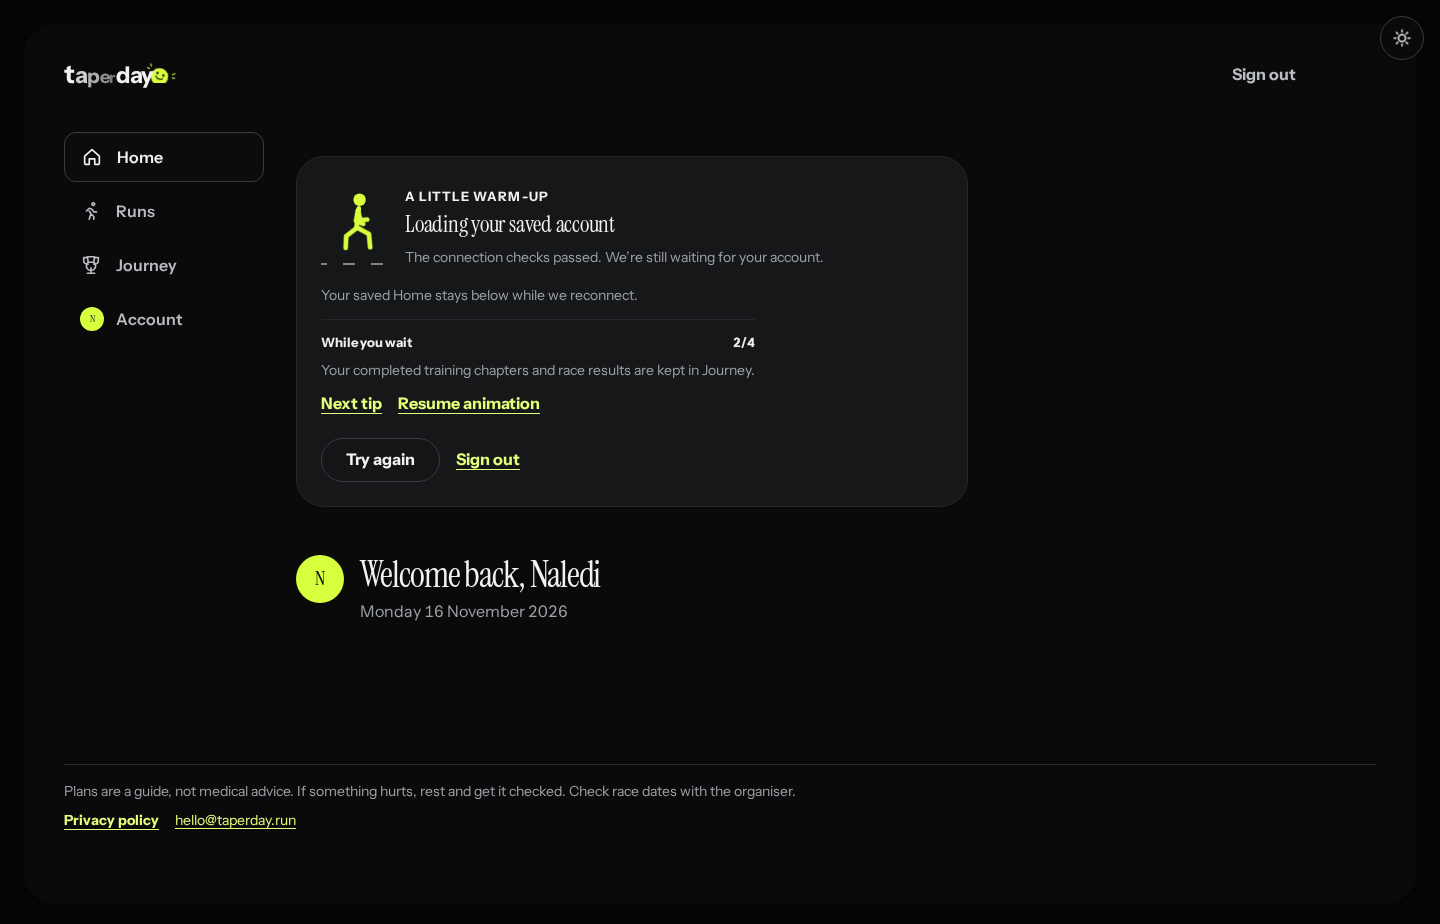 taperday
Sign out
Home
Runs
Journey
N
Account
A LITTLE WARM-UP
Loading your saved account
The connection checks passed. We're still waiting for your account.
Your saved Home stays below while we reconnect.
While you wait
2/4
Your completed training chapters and race results are kept in Journey.
Next tip
Resume animation
Try again
Sign out
N
Welcome back, Naledi
Monday 16 November 2026
Plans are a guide, not medical advice. If something hurts, rest and get it checked. Check race dates with the organiser.
Privacy policy
hello@taperday.run